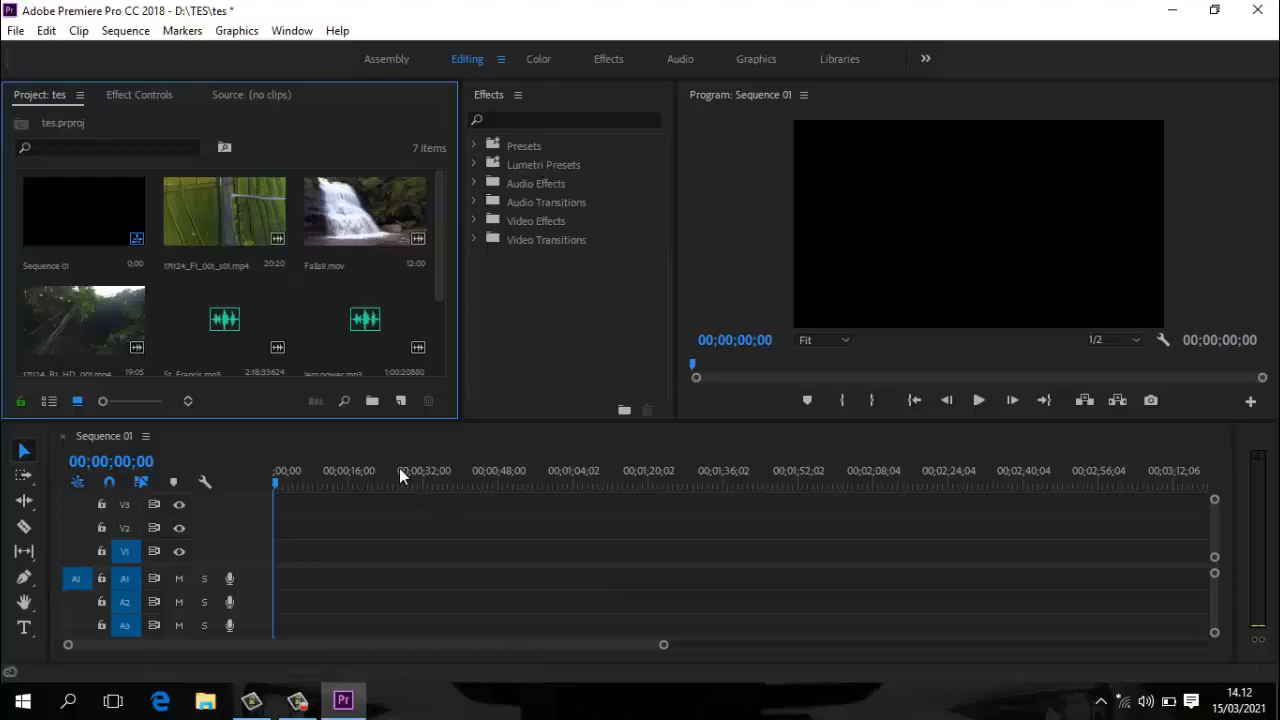 Pr Adobe Premiere Pro CC 2018 - D:\TES\tes *
File Edit Clip Sequence Markers Graphics Window Help
Assembly Editing Color Effects Audio Graphics Libraries
Project: tes Effect Controls Source: (no clips)
Effects
Program: Sequence 01
tes.prproj
7 Items
Presets
Lumetri Presets
Audio Effects
Audio Transitions
Video Effects
Video Transitions
Sequence 01 0;00
171124_F1_001_s01.mp4 20:20
Falls9.mov 12:00
171124_B1_HD_001.mp4 19:05
St. Francis.mp3 2:18:33624
1:00:20880
00;00;00;00 Fit 1/2 00;00;00;00
Sequence 01
00;00;00;00
;00;00 00;00;16;00 00;00;32;00 00;00;48;00 00;01;04;02 00;01;20;02 00;01;36;02 00;01;52;02 00;02;08;04 00;02;24;04 00;02;40;04 00;02;56;04 00;03;12;06
V3
V2
V1
A1 A1 M S
A2 M S
A3 M S
Pr
14.12
15/03/2021